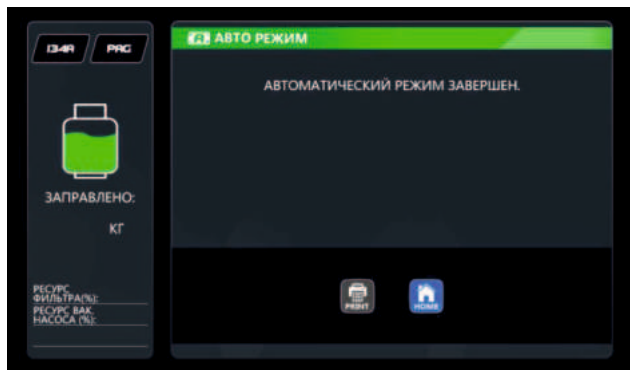 134A PAG
ЗАПРАВЛЕНО:
КГ
РЕСУРС
ФИЛЬТРА(%):
РЕСУРС ВАК.
НАСОСА (%):
АВТО РЕЖИМ
АВТОМАТИЧЕСКИЙ РЕЖИМ ЗАВЕРШЕН.
PRINT
HOME